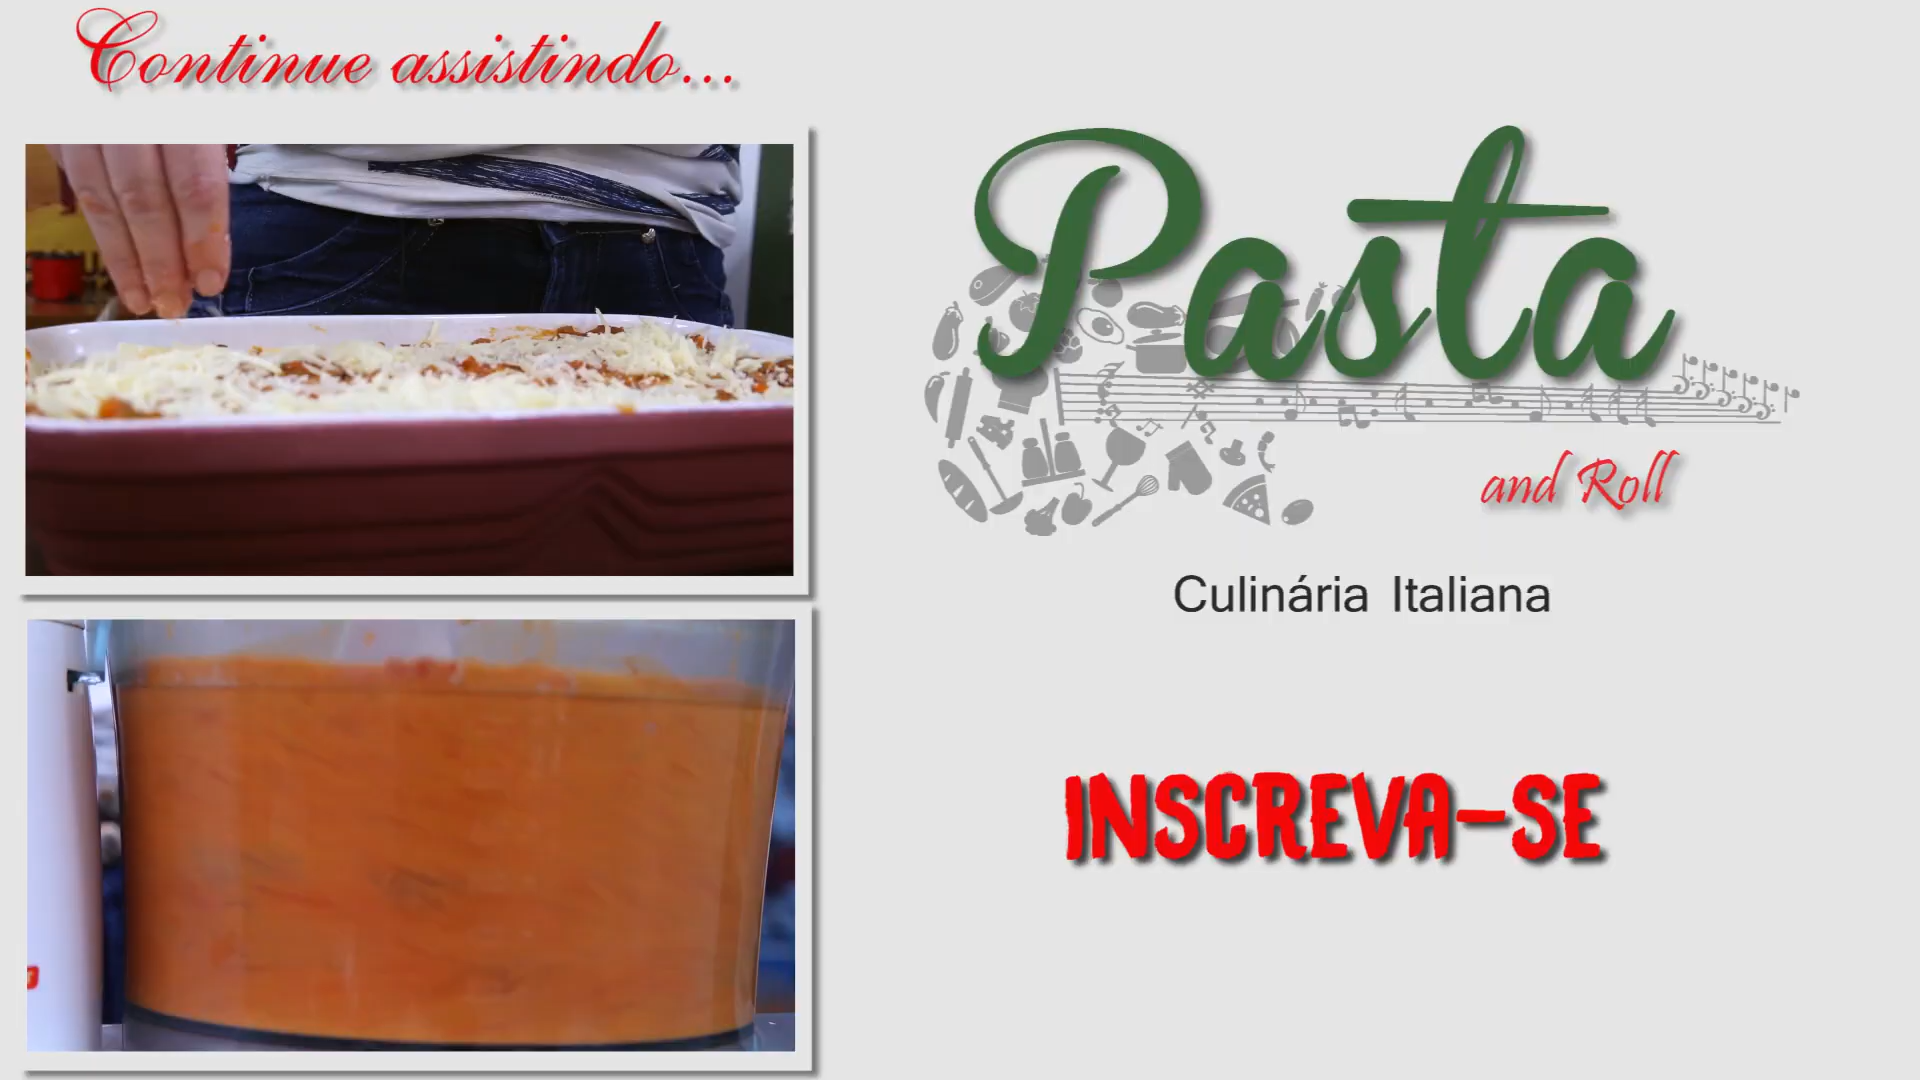 Continue assistindo...
Pasta
and Roll
Culinária Italiana
INSCREVA-SE